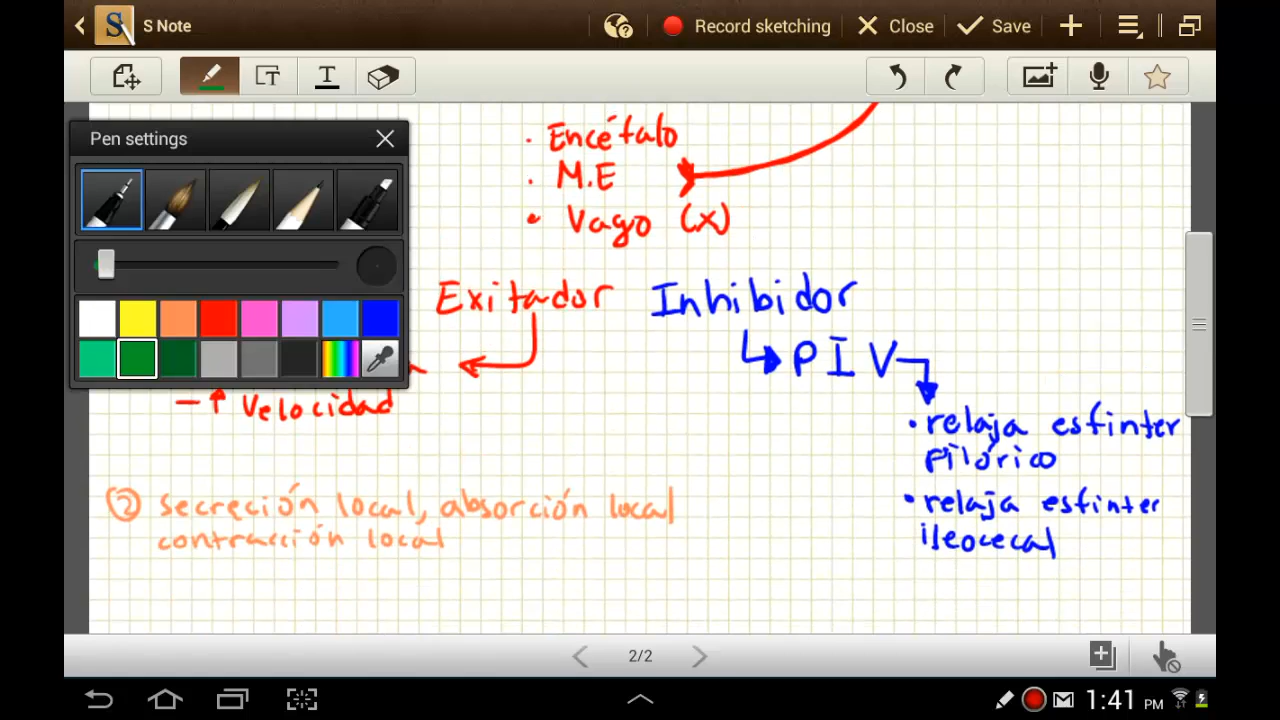 S Note
Record sketching
Close
Save
Pen settings
· Encéfalo
· M.E
• Vago (X)
Exitador
Inhibidor
PIV
- ↑ Velocidad
• relaja esfinter
pilórico
• relaja esfinter
ileocecal
② secreción local, absorción local
contracción local
2/2
1:41 PM